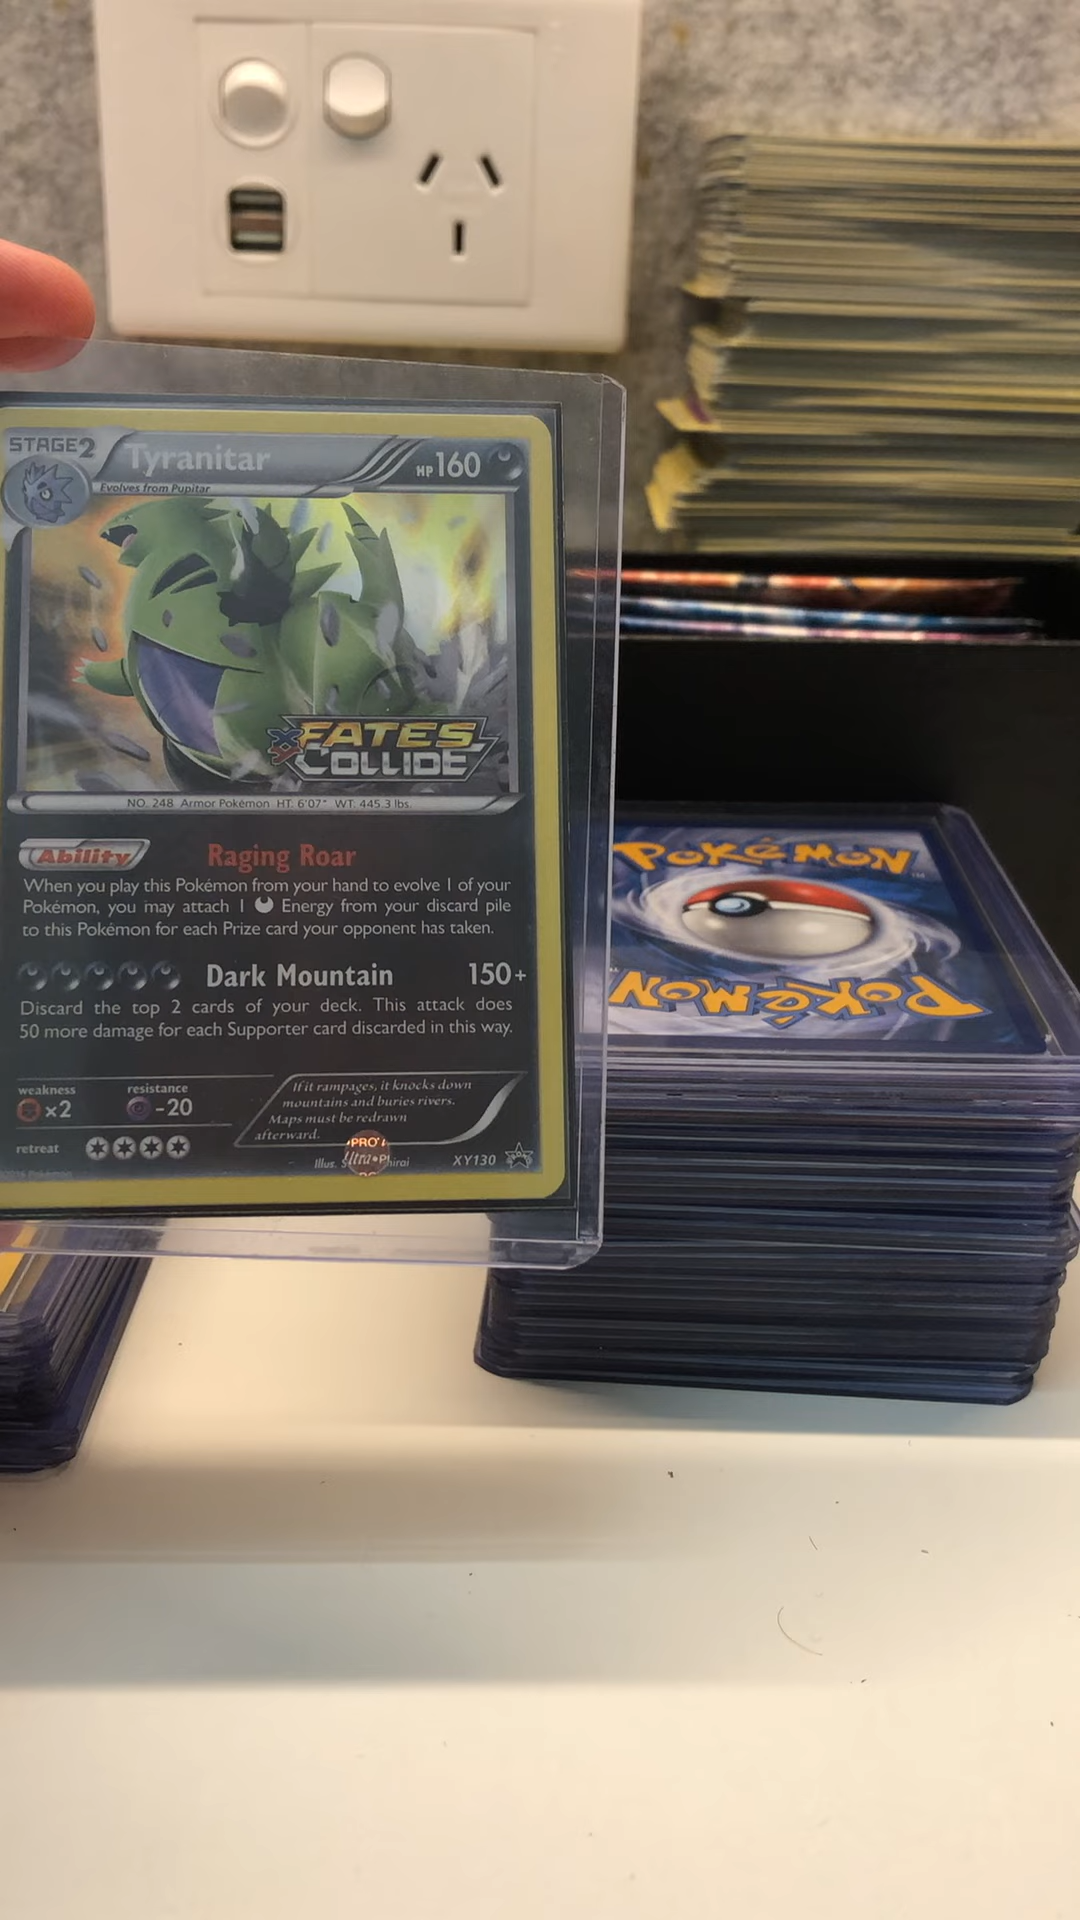 STAGE2
Tyranitar
HP160
Evolves from Pupitar
XY FATES
COLLIDE
NO. 248 Armor Pokémon HT: 6'07" WT: 445.3 lbs.
Ability Raging Roar
When you play this Pokémon from your hand to evolve 1 of your
Pokémon, you may attach 1 Energy from your discard pile
to this Pokémon for each Prize card your opponent has taken.
Dark Mountain 150+
Discard the top 2 cards of your deck. This attack does
50 more damage for each Supporter card discarded in this way.
weakness
×2
resistance
-20
retreat
If it rampages, it knocks down
mountains and buries rivers.
Maps must be redrawn
afterward.
Illus.
XY130
PRO
Ultra•P
POKéMON
POKéMON